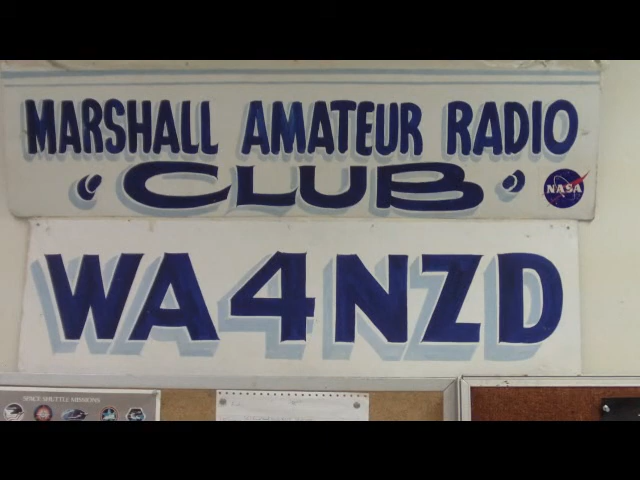 MARSHALL AMATEUR RADIO
CLUB
NASA
WA4NZD
SPACE SHUTTLE MISSIONS